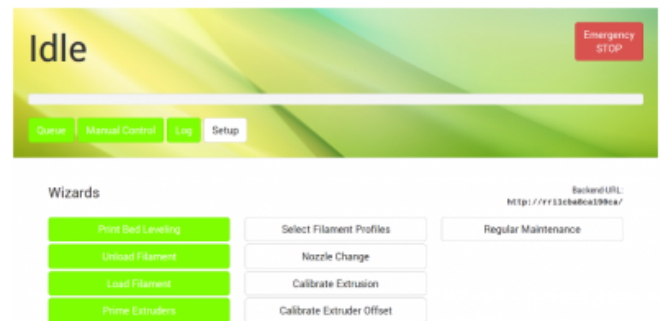 Idle
Emergency
STOP
Queue
Manual Control
Log
Setup
Wizards
Backend URL:
Print Bed Leveling
Select Filament Profiles
Regular Maintenance
Unload Filament
Nozzle Change
Load Filament
Calibrate Extrusion
Prime Extruders
Calibrate Extruder Offset